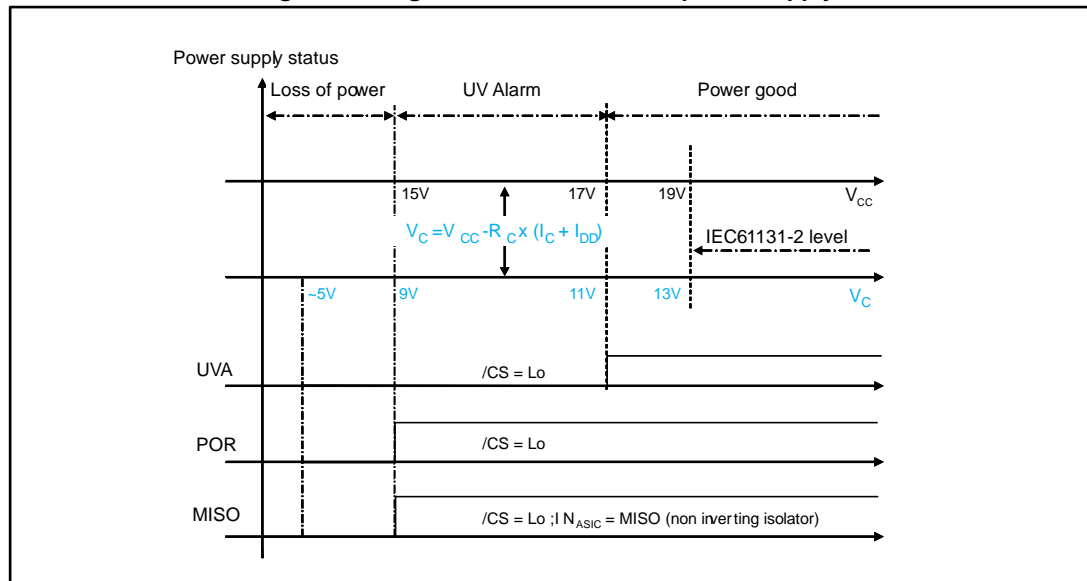 Power supply status
Loss of power UV Alarm Power good
15V 17V 19V VCC
VC =VCC-RC x (IC + IDD)
IEC61131-2 level
~5V 9V 11V 13V VC
UVA /CS = Lo
POR /CS = Lo
MISO /CS = Lo ;I NASIC = MISO (non inverting isolator)